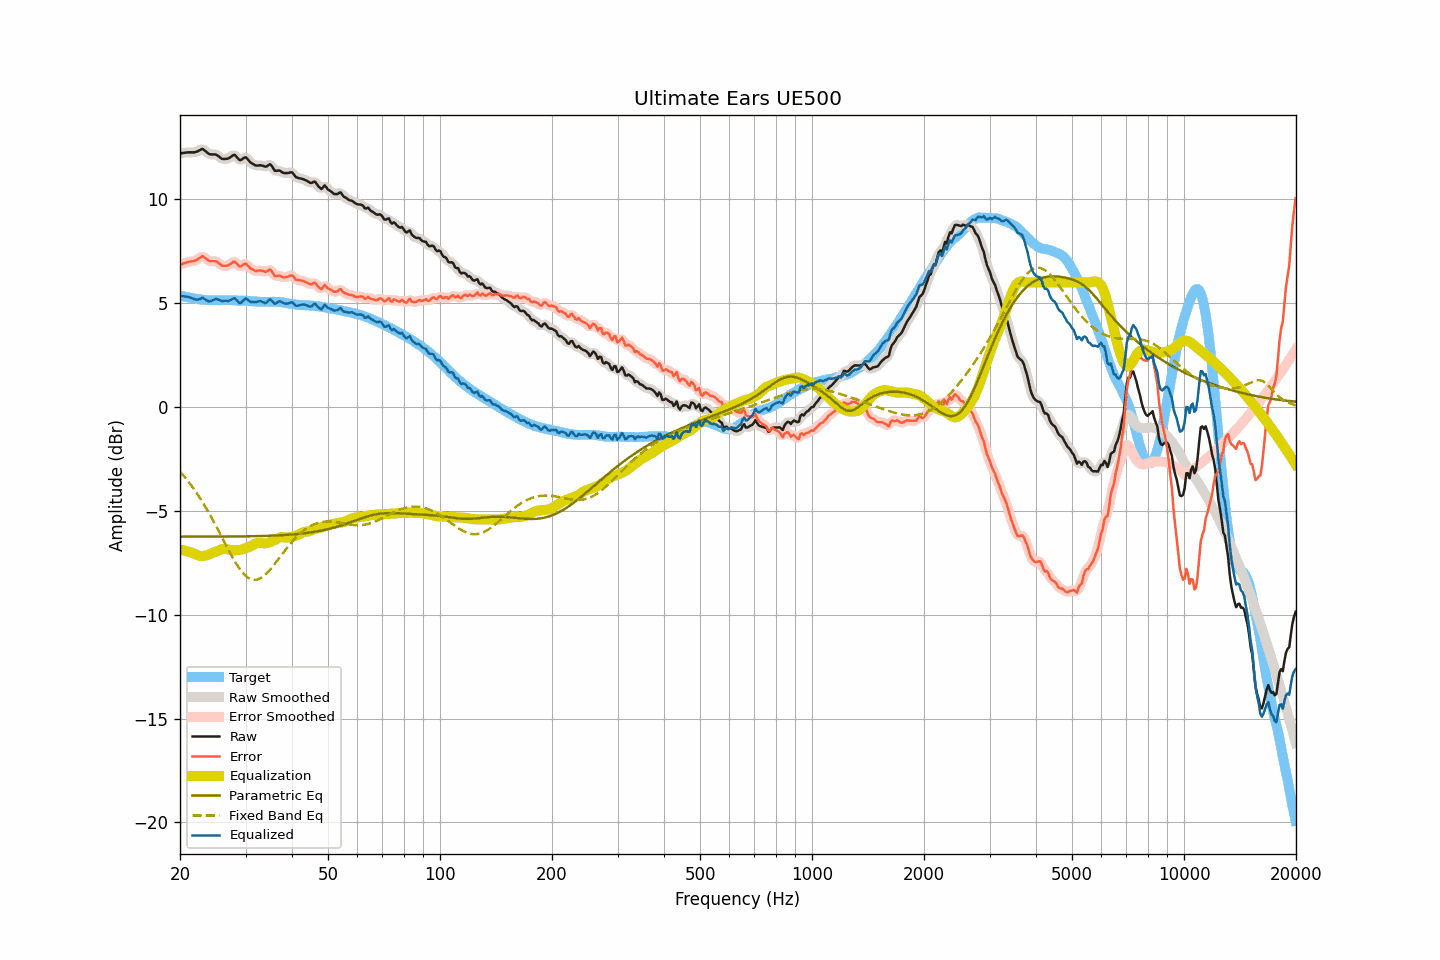 Ultimate Ears UE500
10
5
0
−5
−10
−15
−20
Amplitude (dBr)
Target
Raw Smoothed
Error Smoothed
Raw
Error
Equalization
Parametric Eq
Fixed Band Eq
Equalized
20 50 100 200 500 1000 2000 5000 10000 20000
Frequency (Hz)